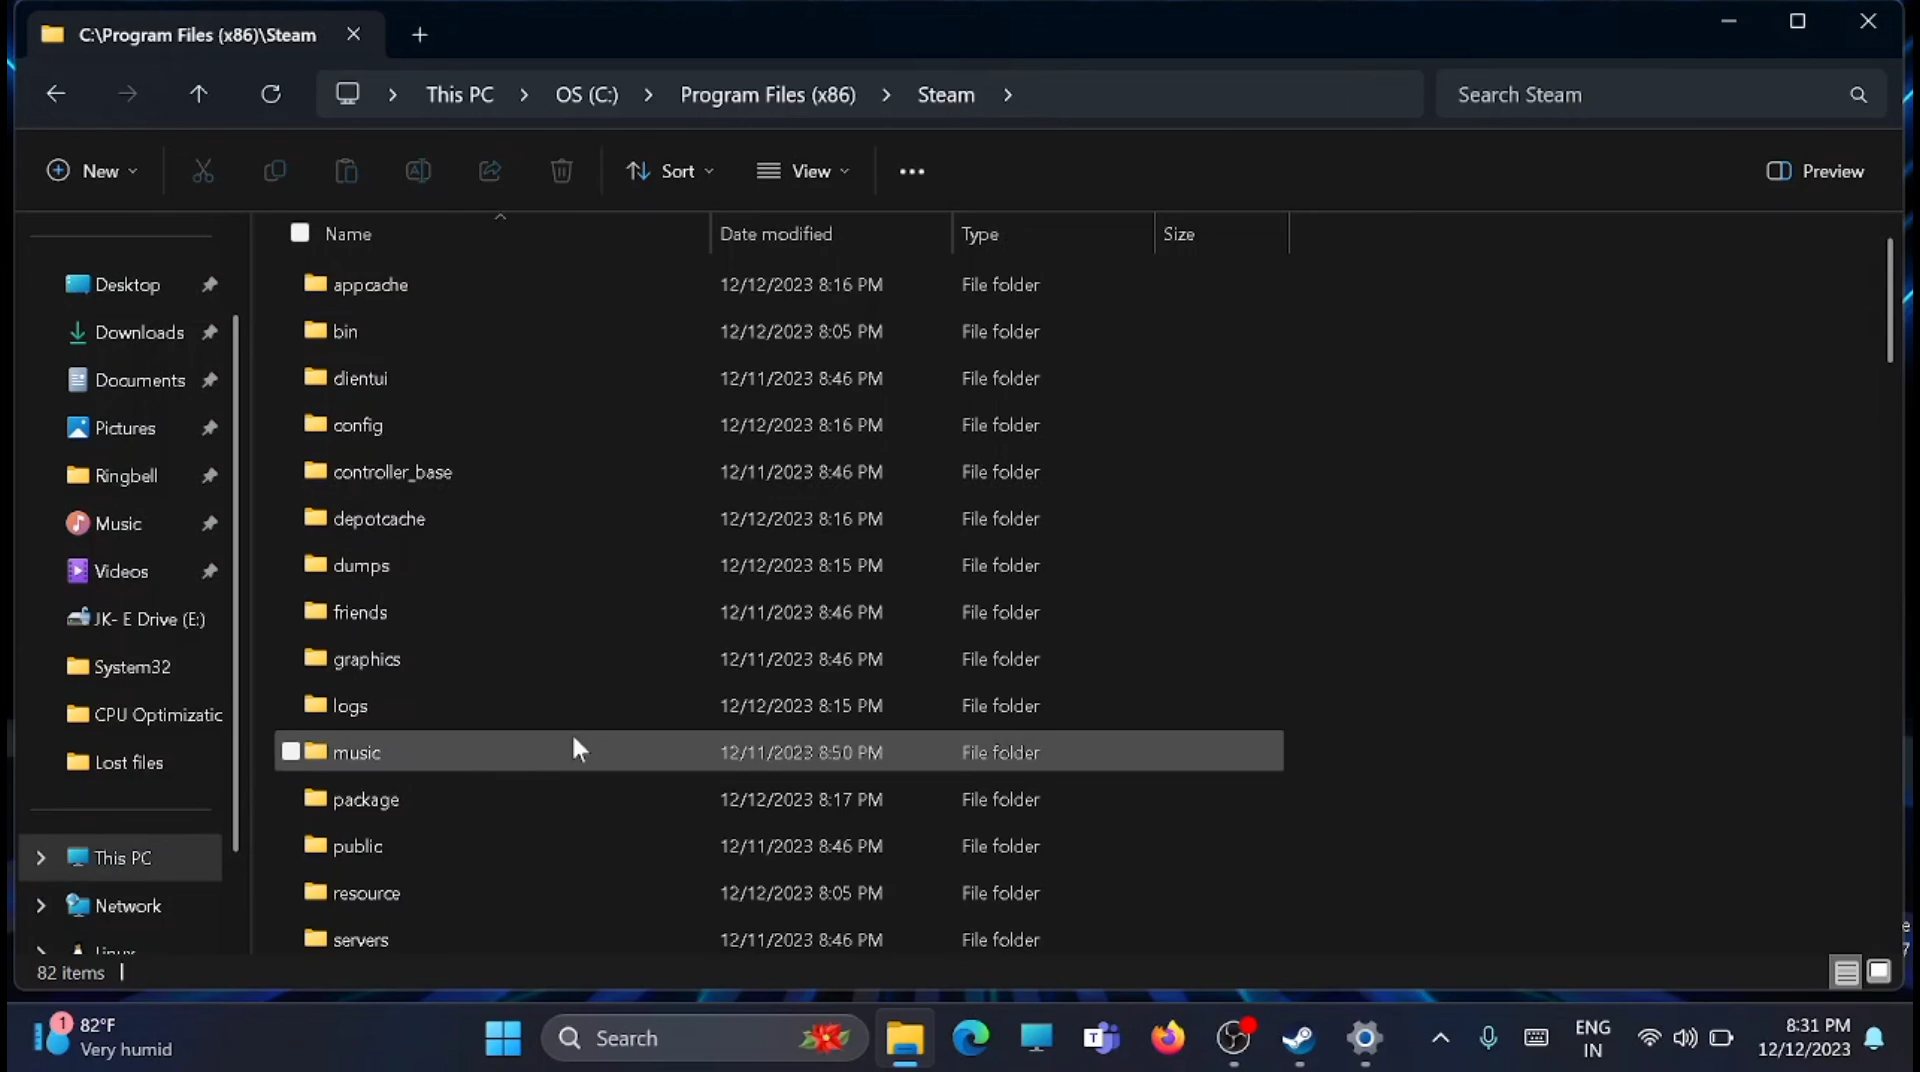 C:\Program Files (x86)\Steam
This PC OS (C:) Program Files (x86) Steam
Search Steam
New Sort View ••• Preview
Name Date modified Type Size
Desktop
Downloads
Documents
Pictures
Ringbell
Music
Videos
JK- E Drive (E:)
System32
CPU Optimizatic
Lost files
This PC
Network
Linux
appcache 12/12/2023 8:16 PM File folder
bin 12/12/2023 8:05 PM File folder
clientui 12/11/2023 8:46 PM File folder
config 12/12/2023 8:16 PM File folder
controller_base 12/11/2023 8:46 PM File folder
depotcache 12/12/2023 8:16 PM File folder
dumps 12/12/2023 8:15 PM File folder
friends 12/11/2023 8:46 PM File folder
graphics 12/11/2023 8:46 PM File folder
logs 12/12/2023 8:15 PM File folder
music 12/11/2023 8:50 PM File folder
package 12/12/2023 8:17 PM File folder
public 12/11/2023 8:46 PM File folder
resource 12/12/2023 8:05 PM File folder
servers 12/11/2023 8:46 PM File folder
82 items
1 82°F
Very humid
Search
ENG
IN
8:31 PM
12/12/2023